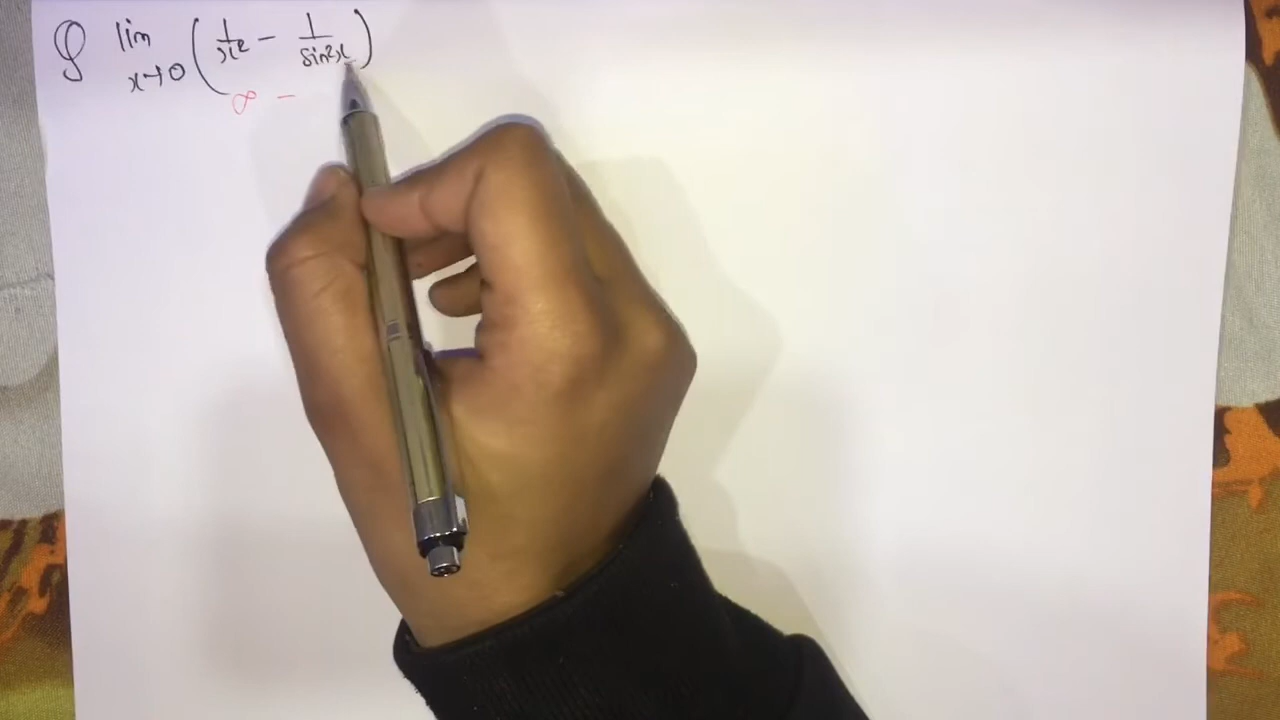 Q lim x→0 (1/x² − 1/sin²x)
∞ −